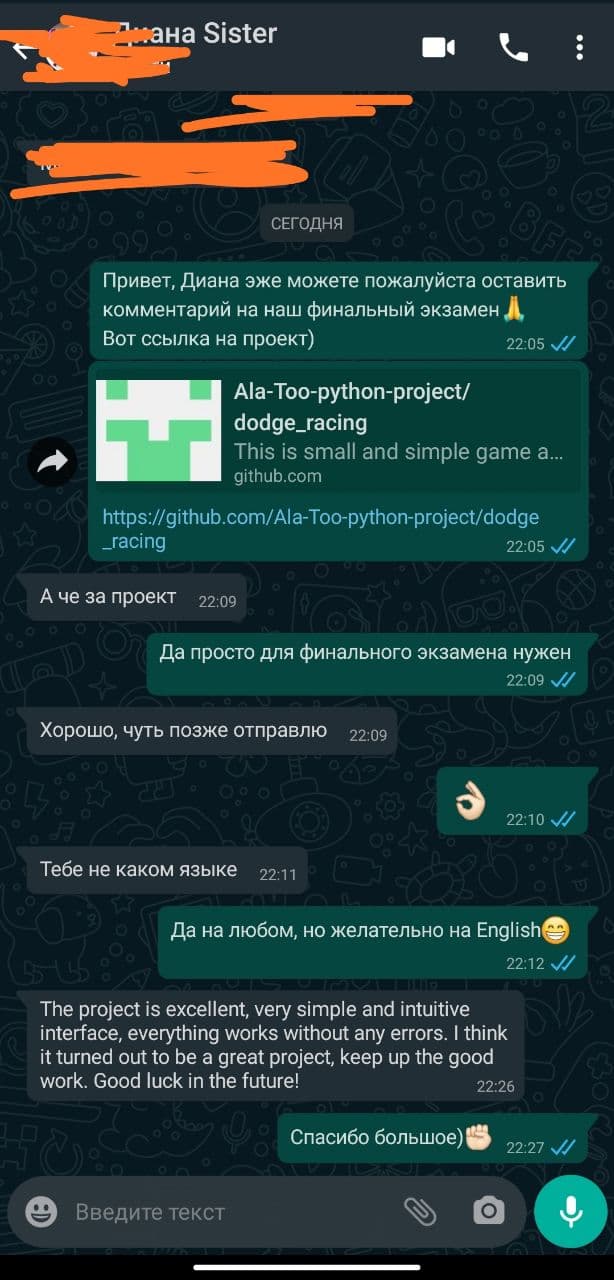 Диана Sister
СЕГОДНЯ
Привет, Диана эже можете пожалуйста оставить
комментарий на наш финальный экзамен🙏
Вот ссылка на проект)
22:05
Ala-Too-python-project/
dodge_racing
This is small and simple game a...
github.com
https://github.com/Ala-Too-python-project/dodge
_racing
22:05
А че за проект
22:09
Да просто для финального экзамена нужен
22:09
Хорошо, чуть позже отправлю
22:09
👌🏻
22:10
Тебе не каком языке
22:11
Да на любом, но желательно на English😁
22:12
The project is excellent, very simple and intuitive
interface, everything works without any errors. I think
it turned out to be a great project, keep up the good
work. Good luck in the future!
22:26
Спасибо большое)✊🏻
22:27
Введите текст